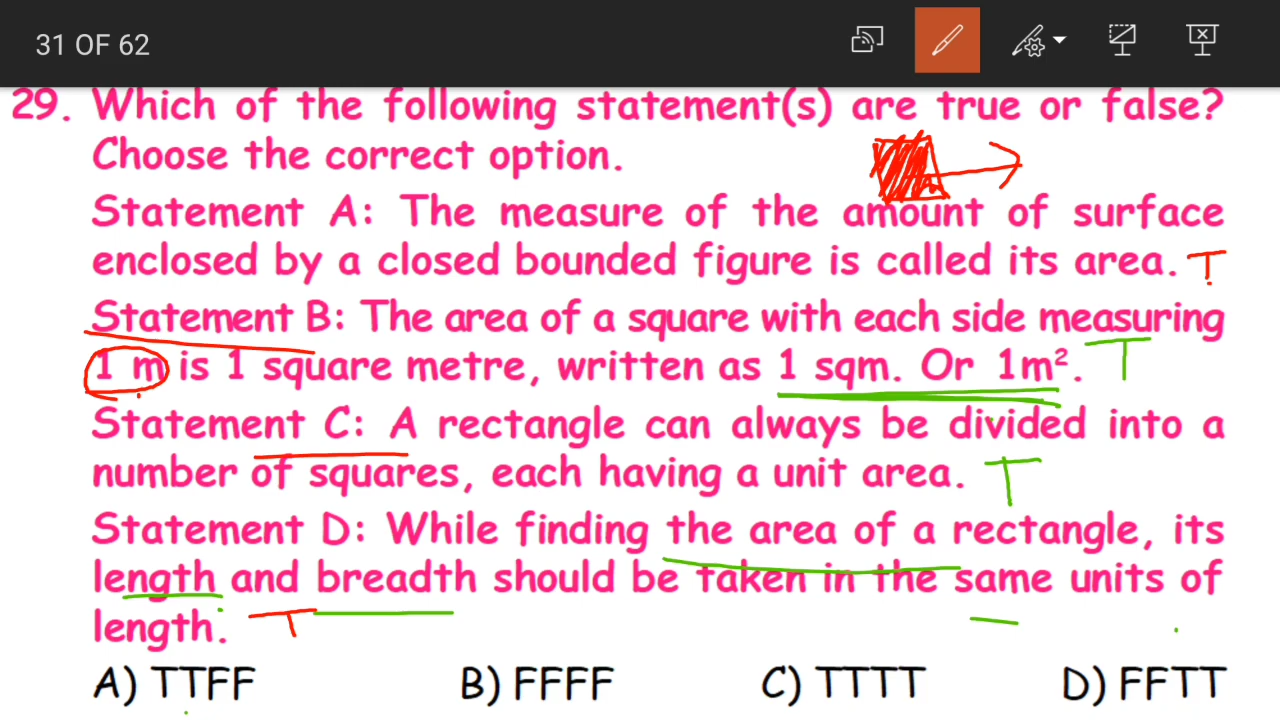 31 OF 62
29. Which of the following statement(s) are true or false?
Choose the correct option.
Statement A: The measure of the amount of surface
enclosed by a closed bounded figure is called its area. T
Statement B: The area of a square with each side measuring
1 m is 1 square metre, written as 1 sqm. Or 1m². T
Statement C: A rectangle can always be divided into a
number of squares, each having a unit area. T
Statement D: While finding the area of a rectangle, its
length and breadth should be taken in the same units of
length. T
A) TTFF B) FFFF C) TTTT D) FFTT